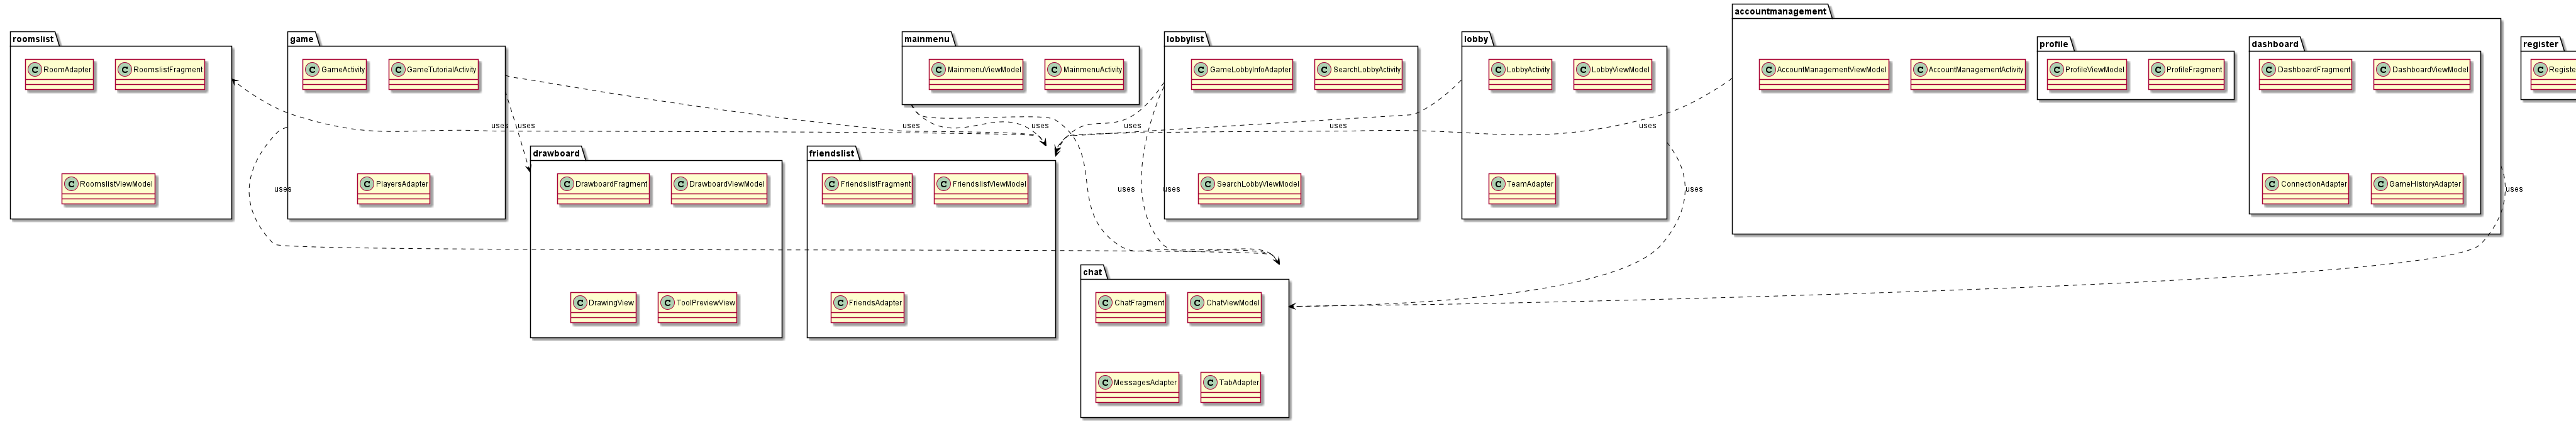 accountmanagement
roomslist
game
mainmenu
lobbylist
lobby
profile
dashboard
register
C RoomAdapter
C RoomslistFragment
C GameActivity
C GameTutorialActivity
C MainmenuViewModel
C MainmenuActivity
C GameLobbyInfoAdapter
C SearchLobbyActivity
C LobbyActivity
C LobbyViewModel
C AccountManagementViewModel
C AccountManagementActivity
C ProfileViewModel
C ProfileFragment
C DashboardFragment
C DashboardViewModel
C Registe
uses
uses
uses
uses
uses
uses
uses
drawboard
friendslist
C RoomslistViewModel
C PlayersAdapter
C DrawboardFragment
C DrawboardViewModel
C FriendslistFragment
C FriendslistViewModel
C SearchLobbyViewModel
C TeamAdapter
C ConnectionAdapter
C GameHistoryAdapter
uses
uses
uses
uses
uses
chat
C DrawingView
C ToolPreviewView
C FriendsAdapter
C ChatFragment
C ChatViewModel
C MessagesAdapter
C TabAdapter